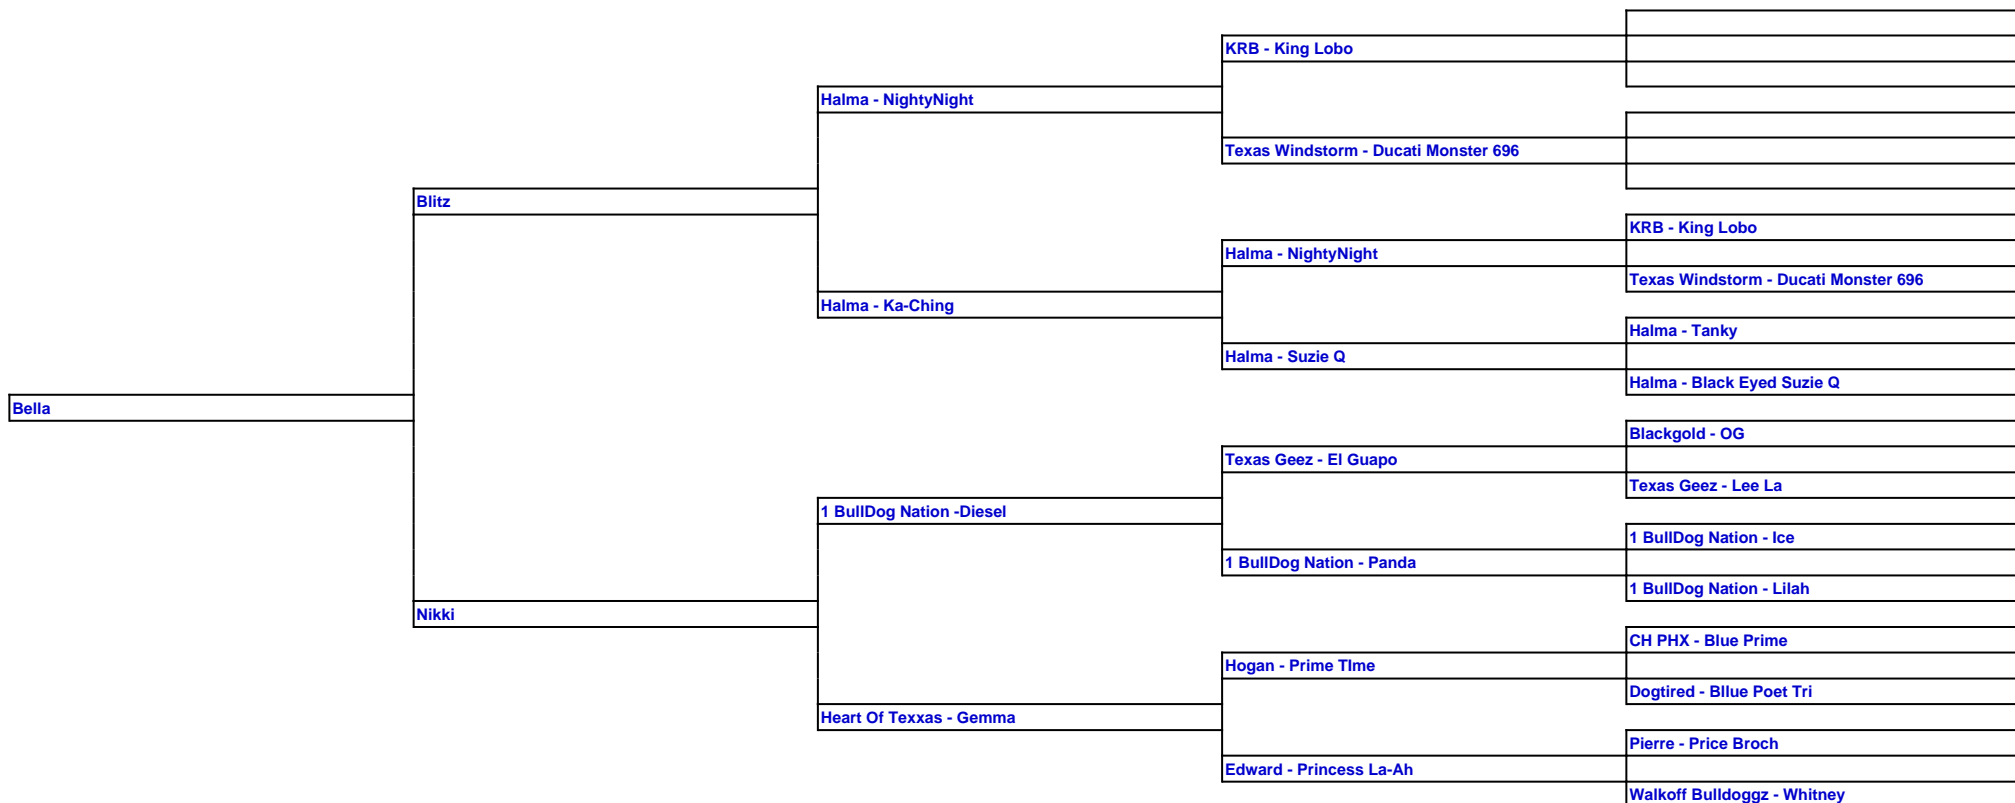 KRB - King Lobo
Halma - NightyNight
Texas Windstorm - Ducati Monster 696
Blitz
KRB - King Lobo
Halma - NightyNight
Texas Windstorm - Ducati Monster 696
Halma - Ka-Ching
Halma - Tanky
Halma - Suzie Q
Halma - Black Eyed Suzie Q
Bella
Blackgold - OG
Texas Geez - El Guapo
Texas Geez - Lee La
1 BullDog Nation -Diesel
1 BullDog Nation - Ice
1 BullDog Nation - Panda
1 BullDog Nation - Lilah
Nikki
CH PHX - Blue Prime
Hogan - Prime TIme
Dogtired - Bllue Poet Tri
Heart Of Texxas - Gemma
Pierre - Price Broch
Edward - Princess La-Ah
Walkoff Bulldoggz - Whitney